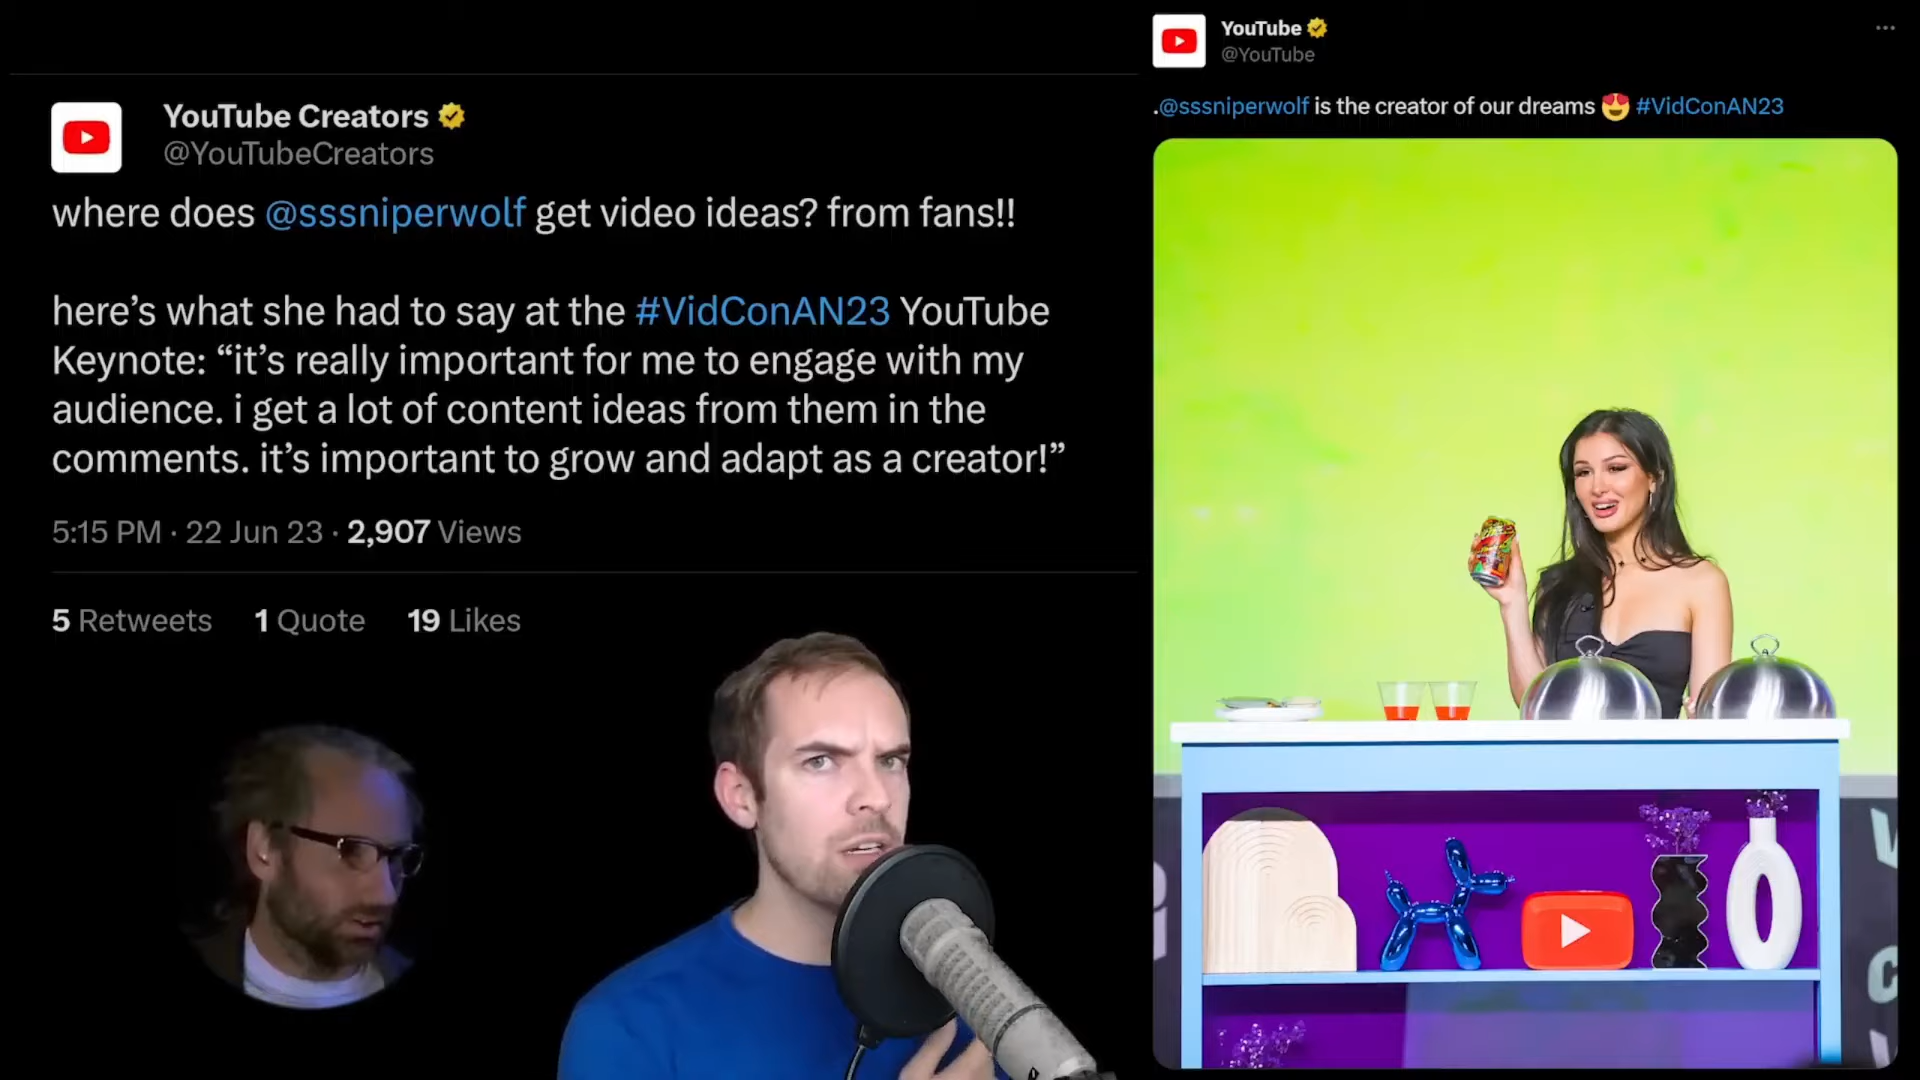 YouTube Creators
@YouTubeCreators
where does @sssniperwolf get video ideas? from fans!!
here’s what she had to say at the #VidConAN23 YouTube
Keynote: “it’s really important for me to engage with my
audience. i get a lot of content ideas from them in the
comments. it’s important to grow and adapt as a creator!”
5:15 PM · 22 Jun 23 · 2,907 Views
5 Retweets 1 Quote 19 Likes
YouTube
@YouTube
.@sssniperwolf is the creator of our dreams 😍 #VidConAN23